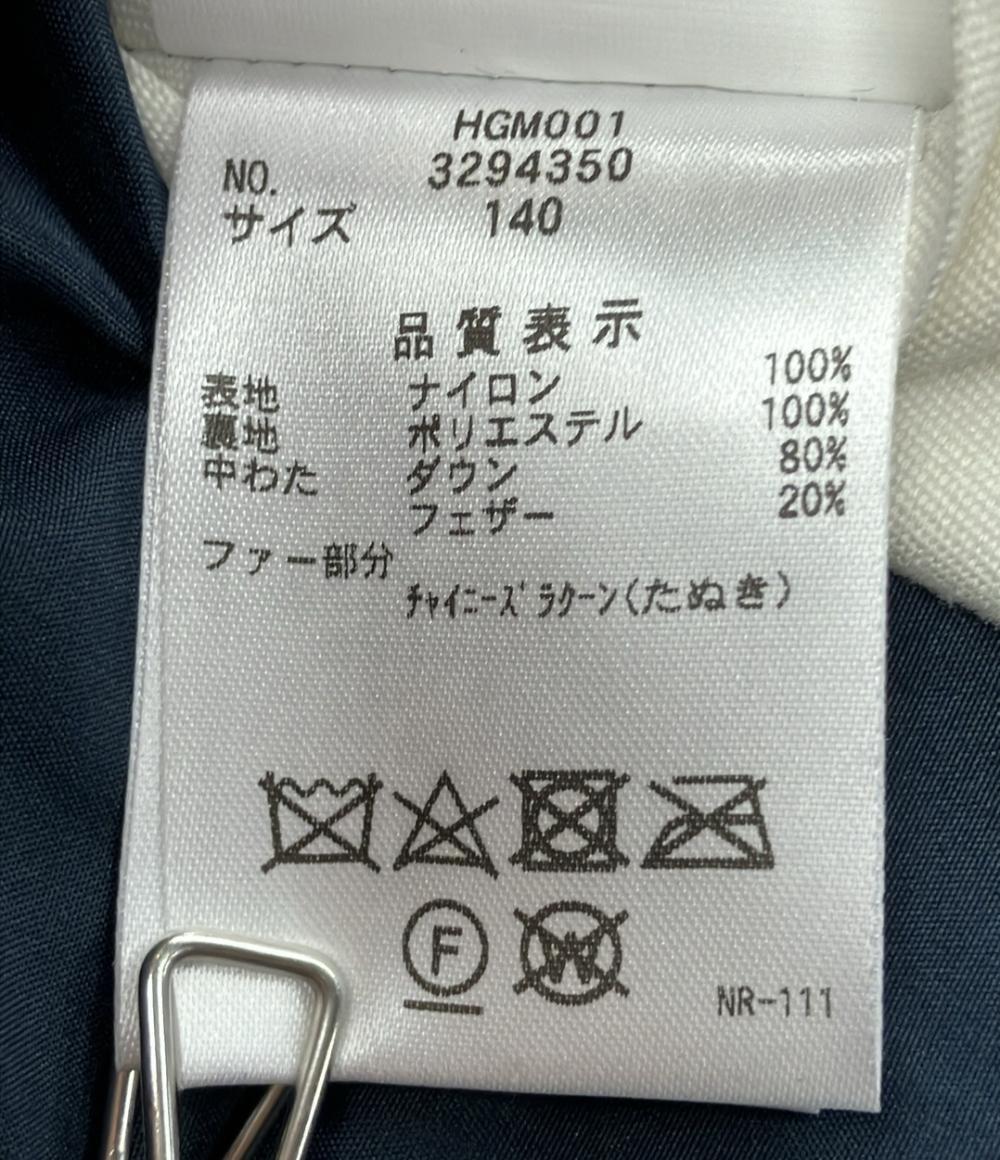 HGM001
NO. 3294350
サイズ 140
品質表示
表地 ナイロン 100%
裏地 ポリエステル 100%
中わた ダウン 80%
フェザー 20%
ファー部分
ﾁｬｲﾆｰｽﾞﾗｸｰﾝ(たぬき)
F W
NR-111